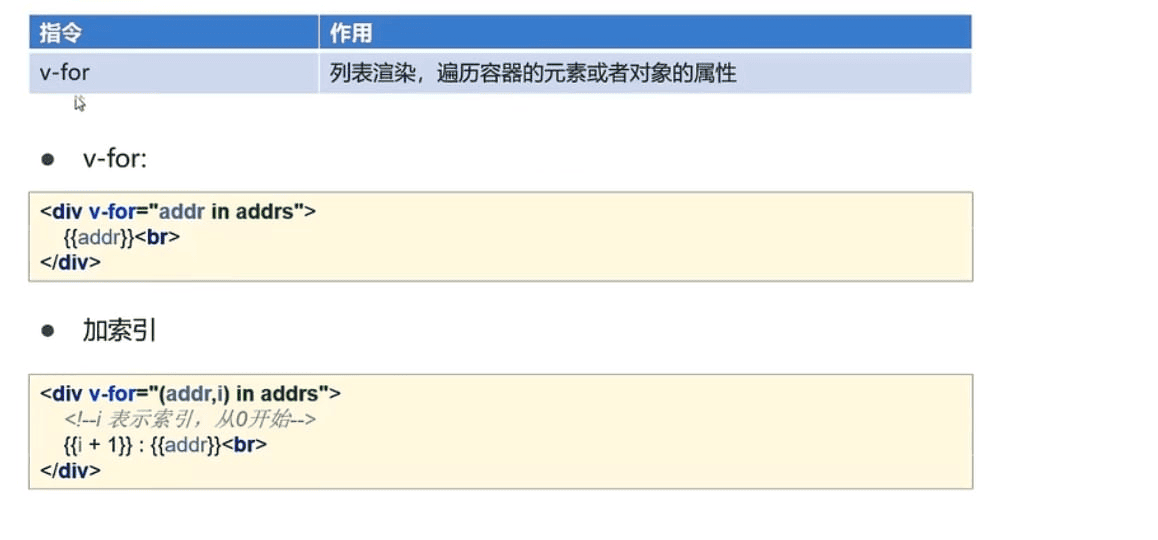 指令 作用
v-for 列表渲染，遍历容器的元素或者对象的属性
● v-for:
<div v-for="addr in addrs">
{{addr}}<br>
</div>
● 加索引
<div v-for="(addr,i) in addrs">
<!--i 表示索引，从0开始-->
{{i + 1}} : {{addr}}<br>
</div>